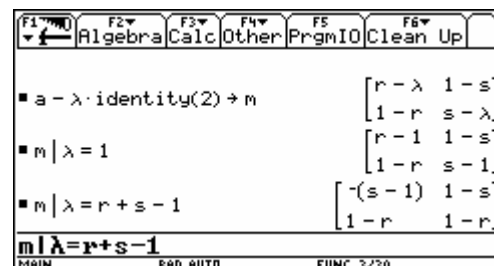 F1 F2 F3 F4 F5 F6
Algebra Calc Other PrgmIO Clean Up
▪ a − λ·identity(2) → m [r − λ 1 − s
1 − r s − λ]
▪ m | λ = 1 [r − 1 1 − s
1 − r s − 1]
▪ m | λ = r + s − 1 [⁻(s − 1) 1 − s
1 − r 1 − r]
m|λ=r+s-1
MAIN RAD AUTO FUNC 3/30